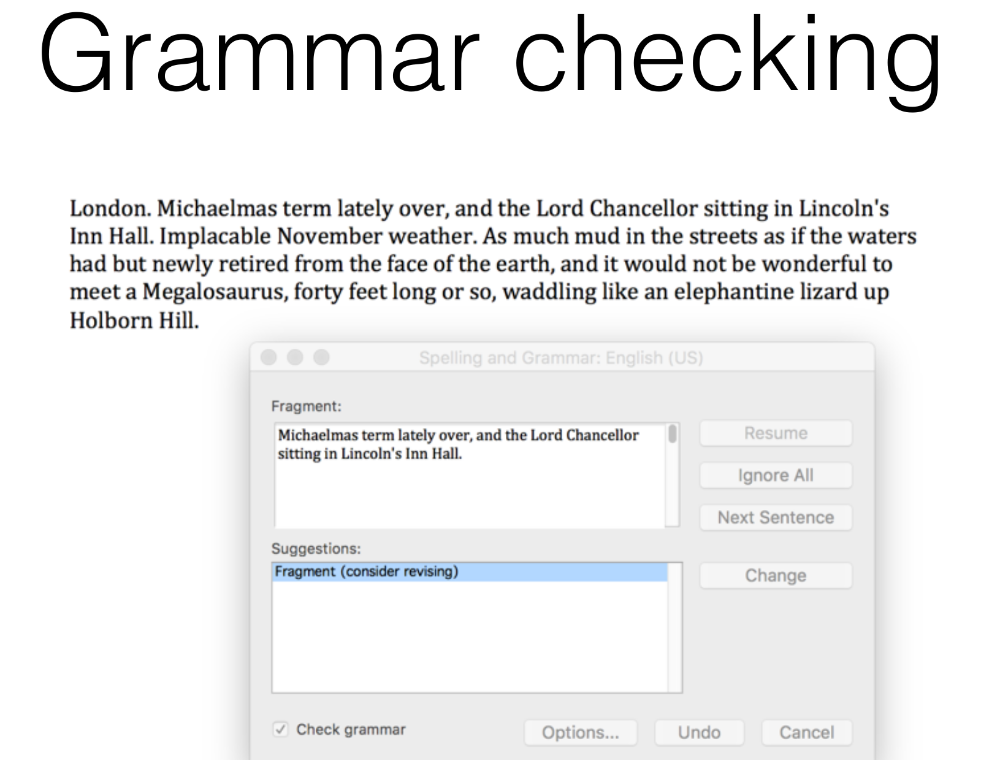 Grammar checking
London. Michaelmas term lately over, and the Lord Chancellor sitting in Lincoln's
Inn Hall. Implacable November weather. As much mud in the streets as if the waters
had but newly retired from the face of the earth, and it would not be wonderful to
meet a Megalosaurus, forty feet long or so, waddling like an elephantine lizard up
Holborn Hill.
Spelling and Grammar: English (US)
Fragment:
Michaelmas term lately over, and the Lord Chancellor
sitting in Lincoln's Inn Hall.
Resume
Ignore All
Next Sentence
Suggestions:
Fragment (consider revising)
Change
Check grammar
Options...
Undo
Cancel